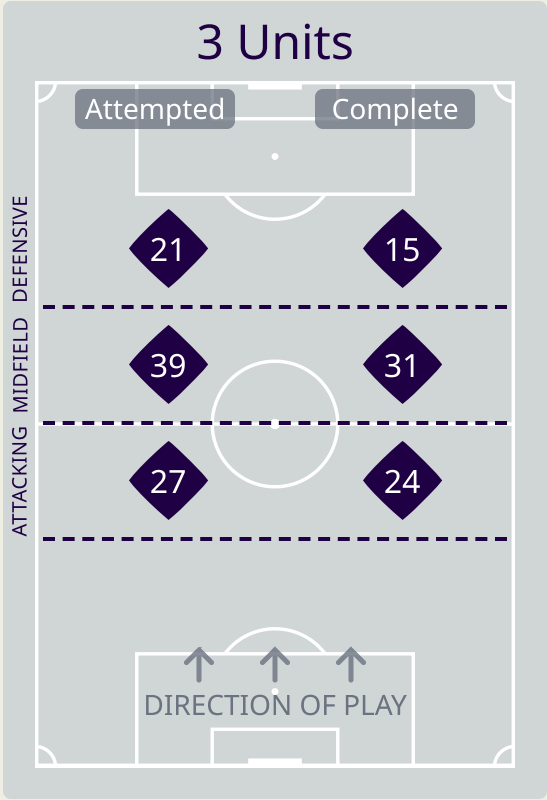 3 Units
Attempted
Complete
DEFENSIVE
21
15
MIDFIELD
39
31
ATTACKING
27
24
DIRECTION OF PLAY